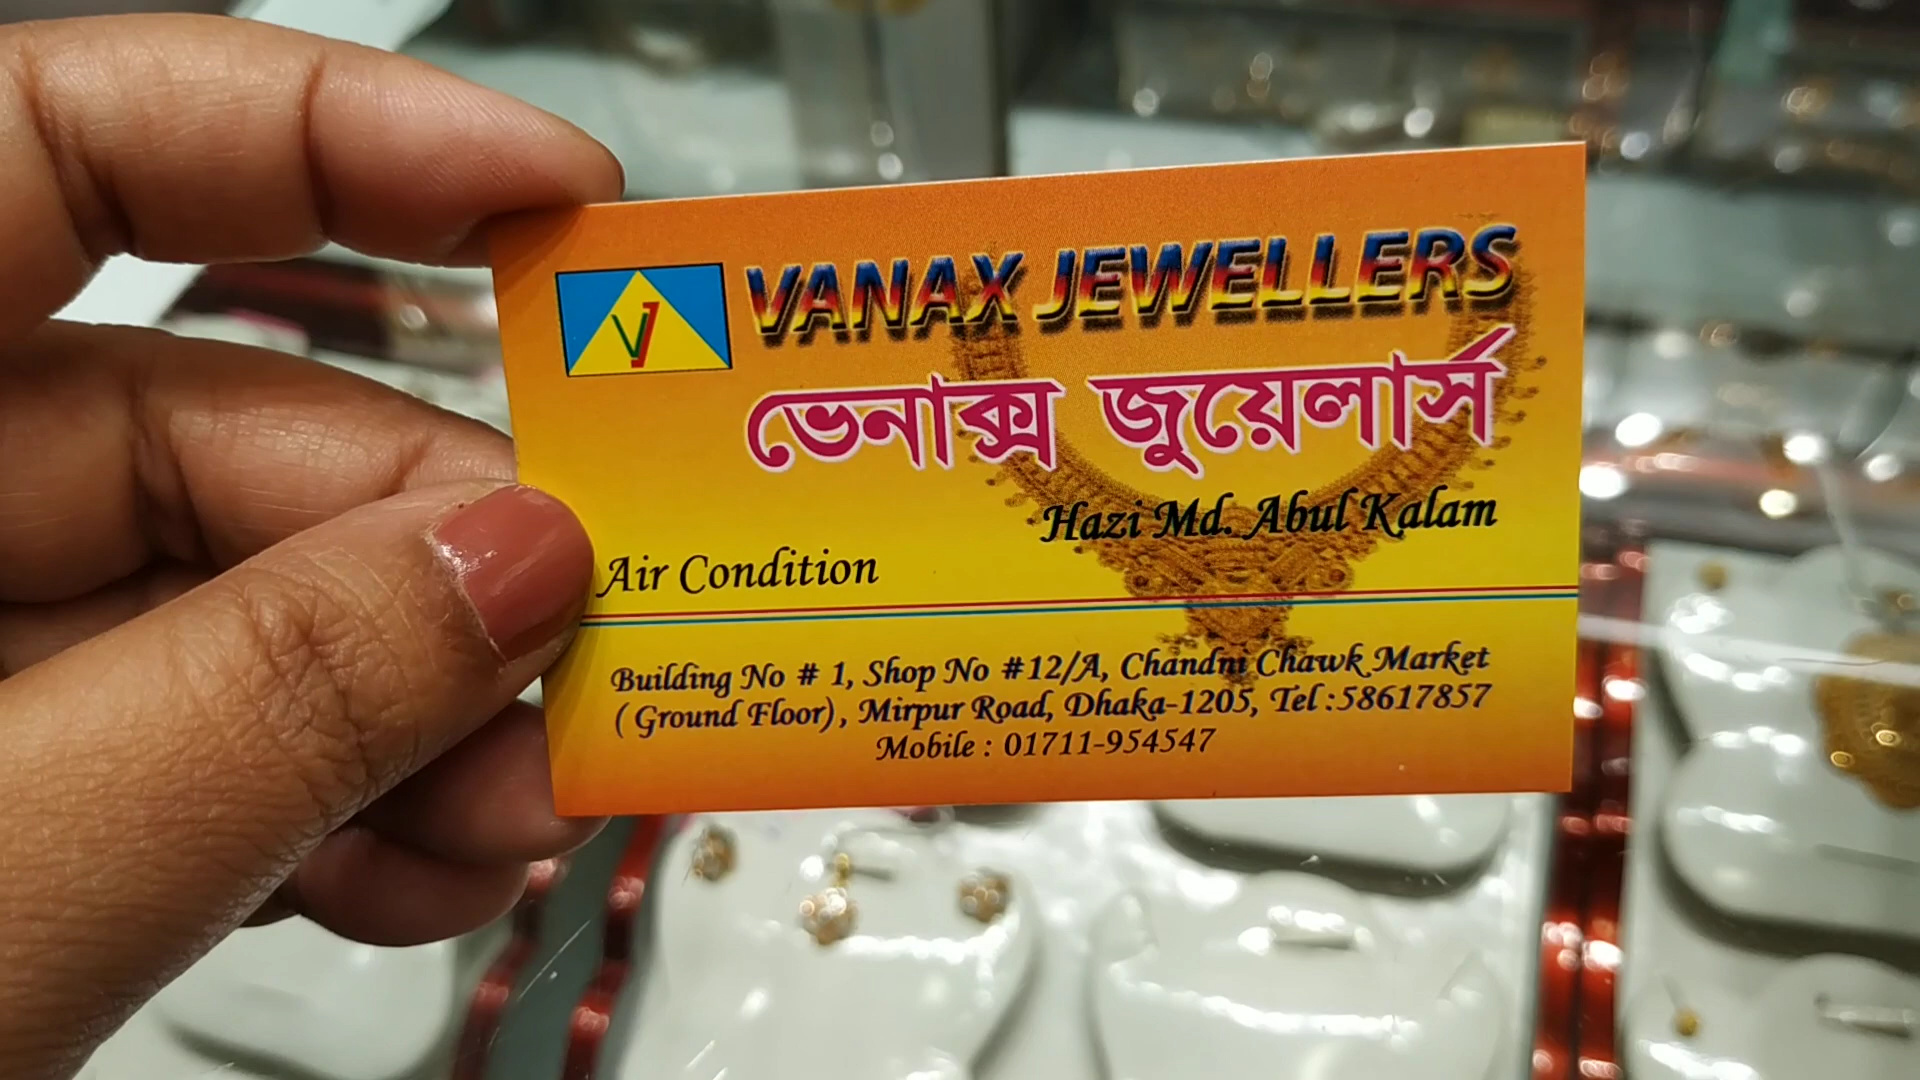 VJ
VANAX JEWELLERS
ভেনাক্স জুয়েলার্স
Hazi Md. Abul Kalam
Air Condition
Building No # 1, Shop No #12/A, Chandni Chawk Market
( Ground Floor), Mirpur Road, Dhaka-1205, Tel :58617857
Mobile : 01711-954547